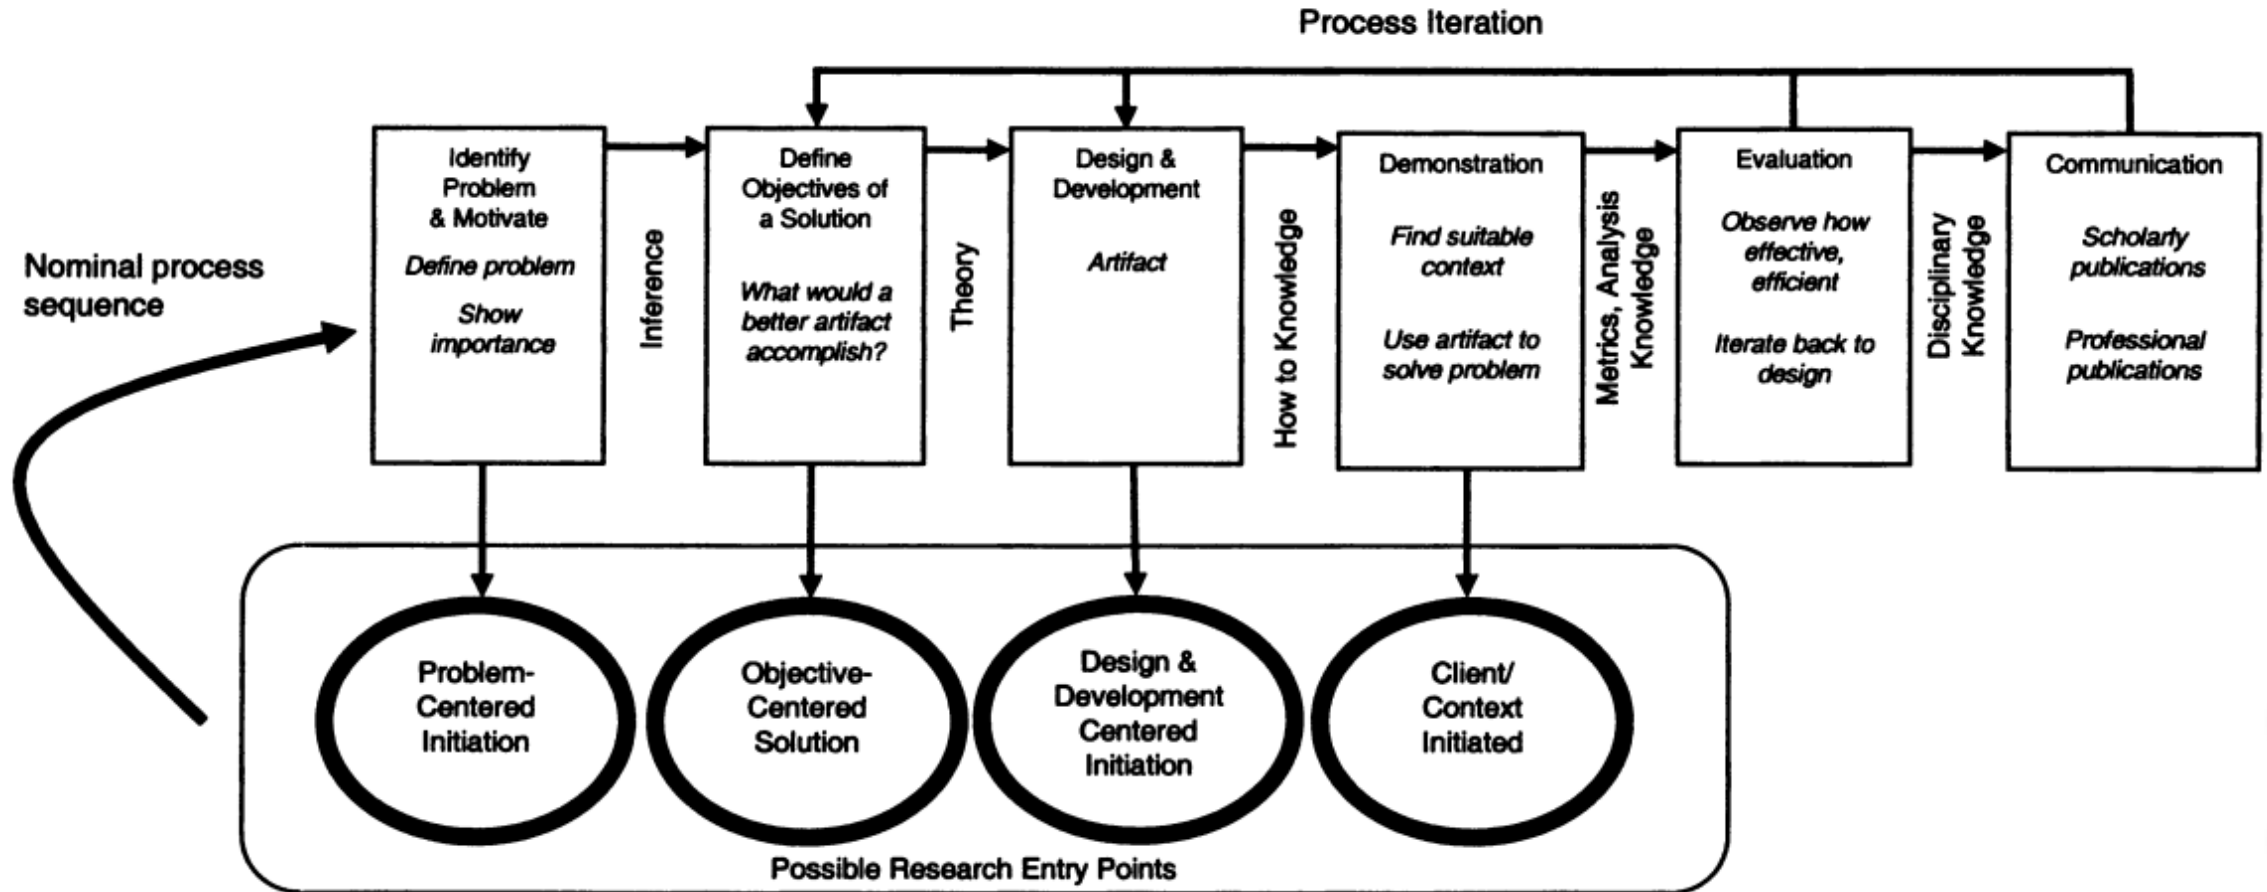 Process Iteration
Nominal process
sequence
Identify
Problem
& Motivate
Define problem
Show
importance
Inference
Define
Objectives of
a Solution
What would a
better artifact
accomplish?
Theory
Design &
Development
Artifact
How to Knowledge
Demonstration
Find suitable
context
Use artifact to
solve problem
Metrics, Analysis
Knowledge
Evaluation
Observe how
effective,
efficient
Iterate back to
design
Disciplinary
Knowledge
Communication
Scholarly
publications
Professional
publications
Problem-
Centered
Initiation
Objective-
Centered
Solution
Design &
Development
Centered
Initiation
Client/
Context
Initiated
Possible Research Entry Points